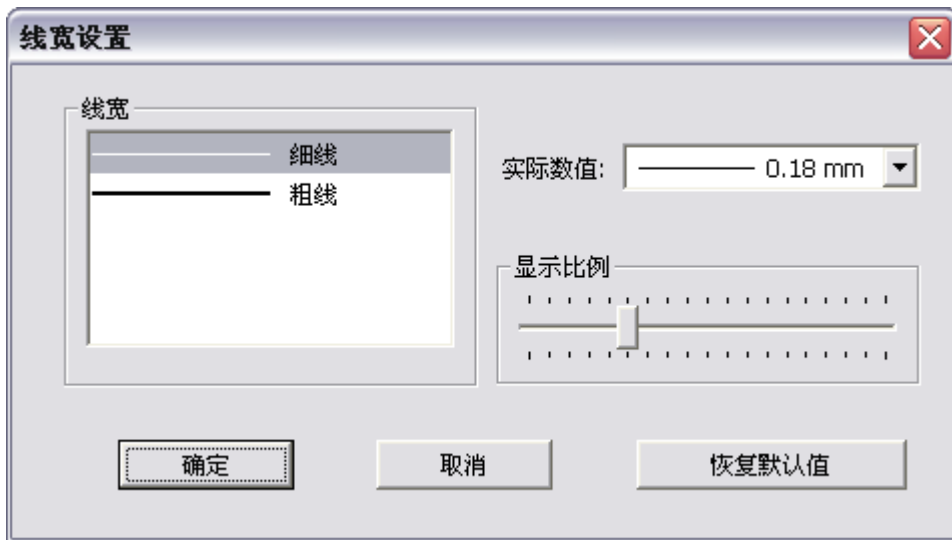 线宽设置
线宽
细线
粗线
实际数值:
0.18 mm
显示比例
确定
取消
恢复默认值